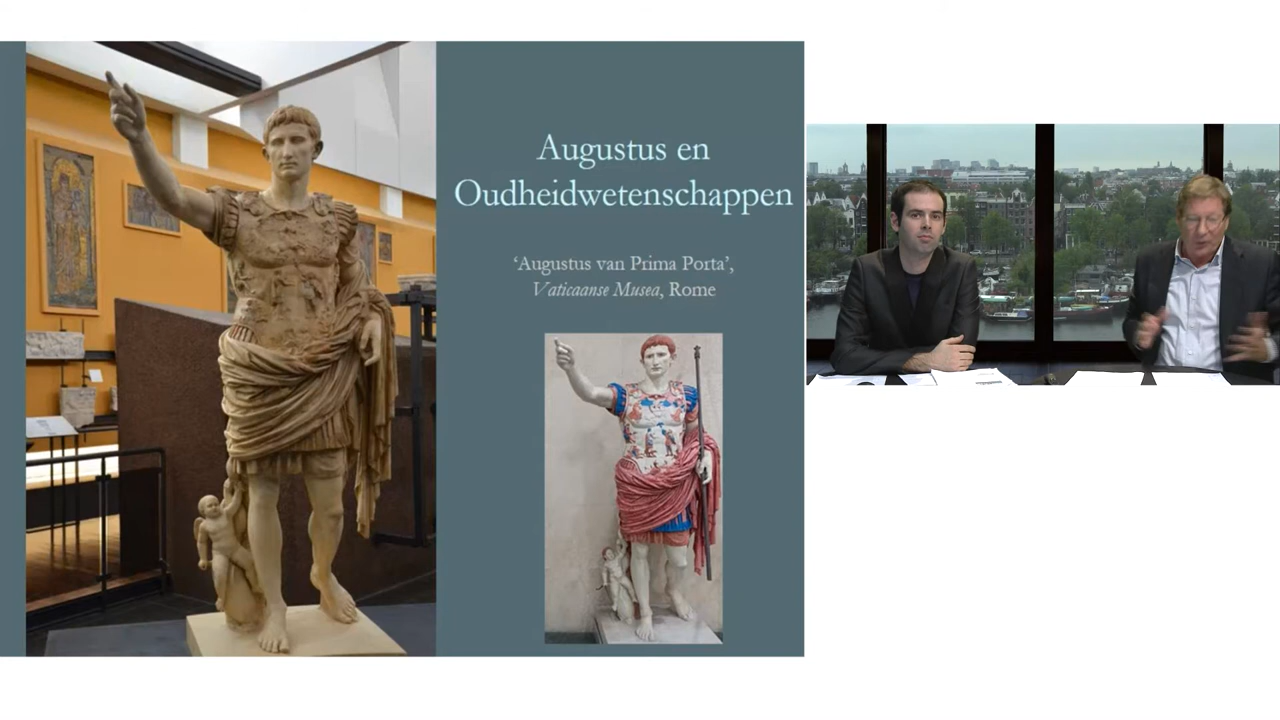 Augustus en
Oudheidwetenschappen
‘Augustus van Prima Porta’,
Vaticaanse Musea, Rome